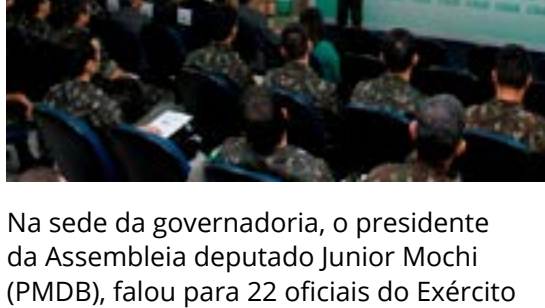 Na sede da governadoria, o presidente
da Assembleia deputado Junior Mochi
(PMDB), falou para 22 oficiais do Exército